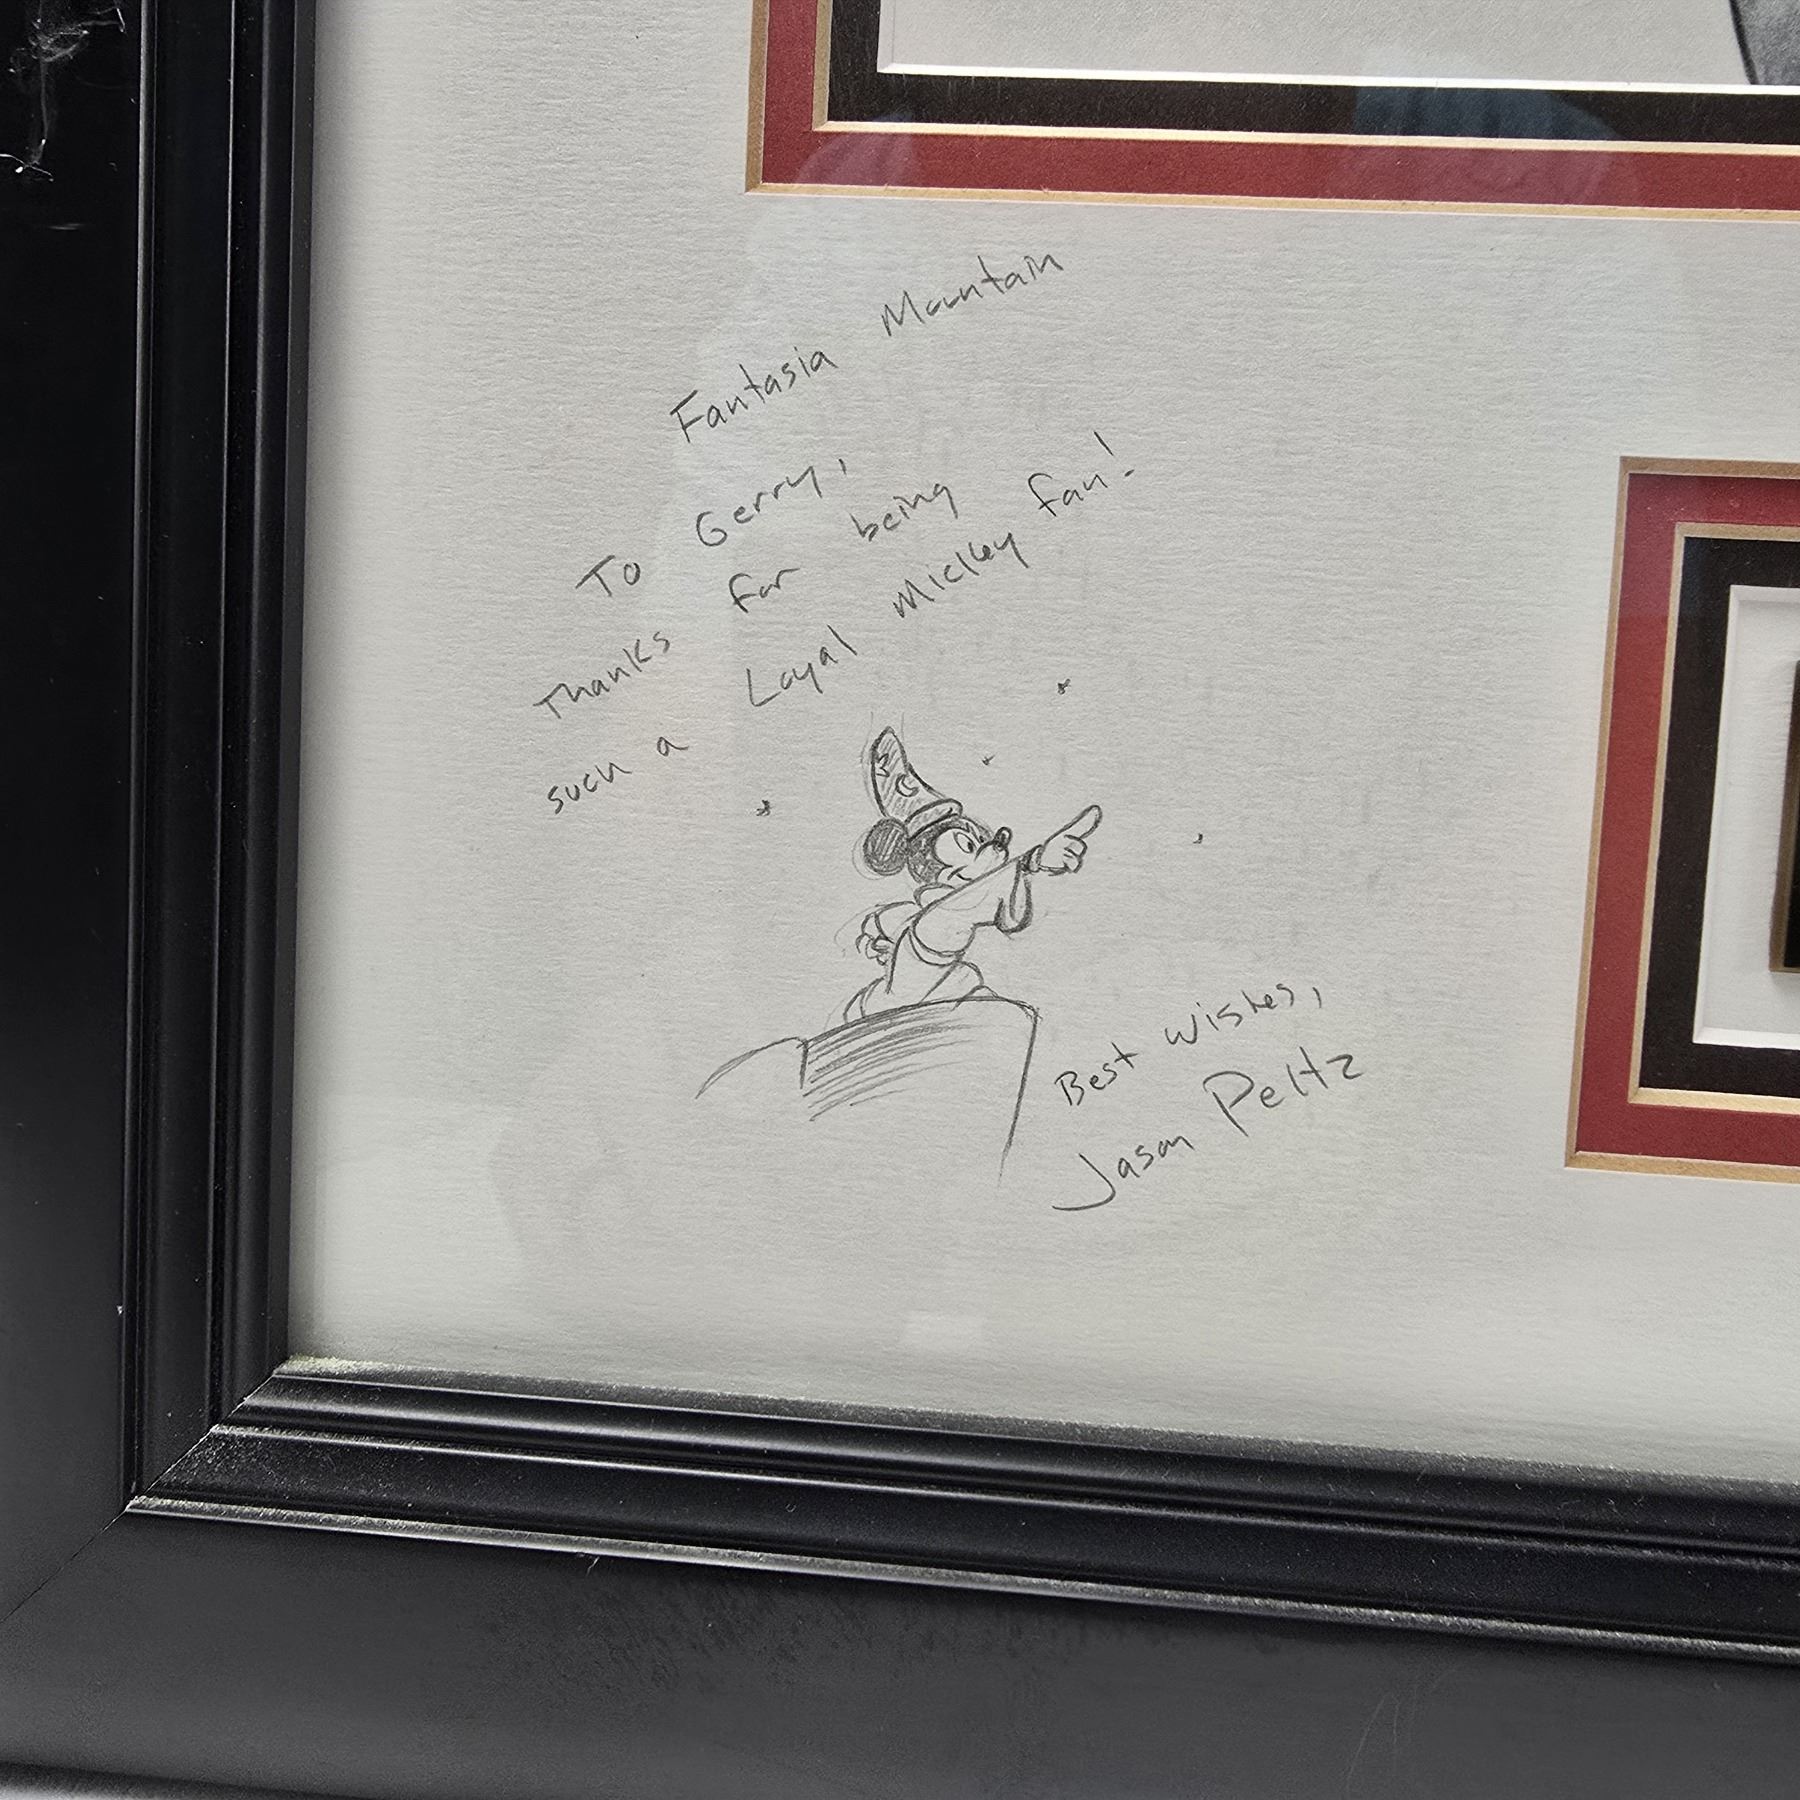 Fantasia Mountain
To Gerry,
Thanks for being
such a Loyal Mickey fan!
Best Wishes,
Jason Peltz